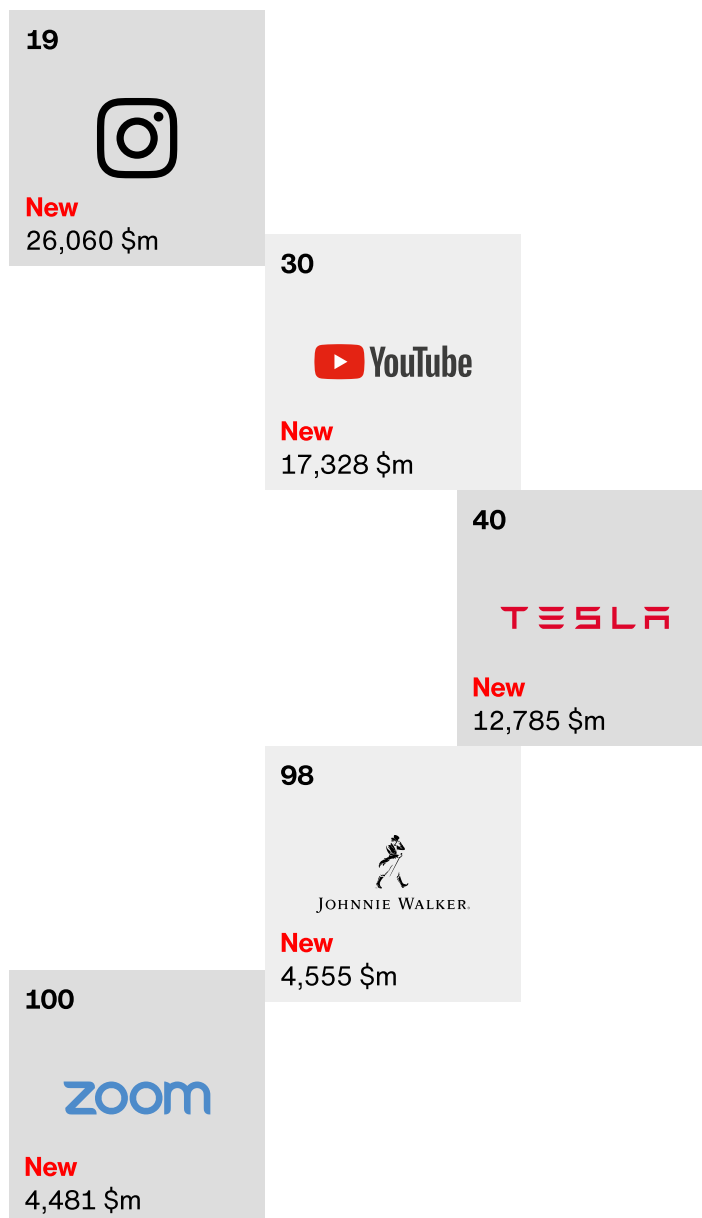 19
New
26,060 $m
30
YouTube
New
17,328 $m
40
TESLA
New
12,785 $m
98
JOHNNIE WALKER.
New
4,555 $m
100
zoom
New
4,481 $m